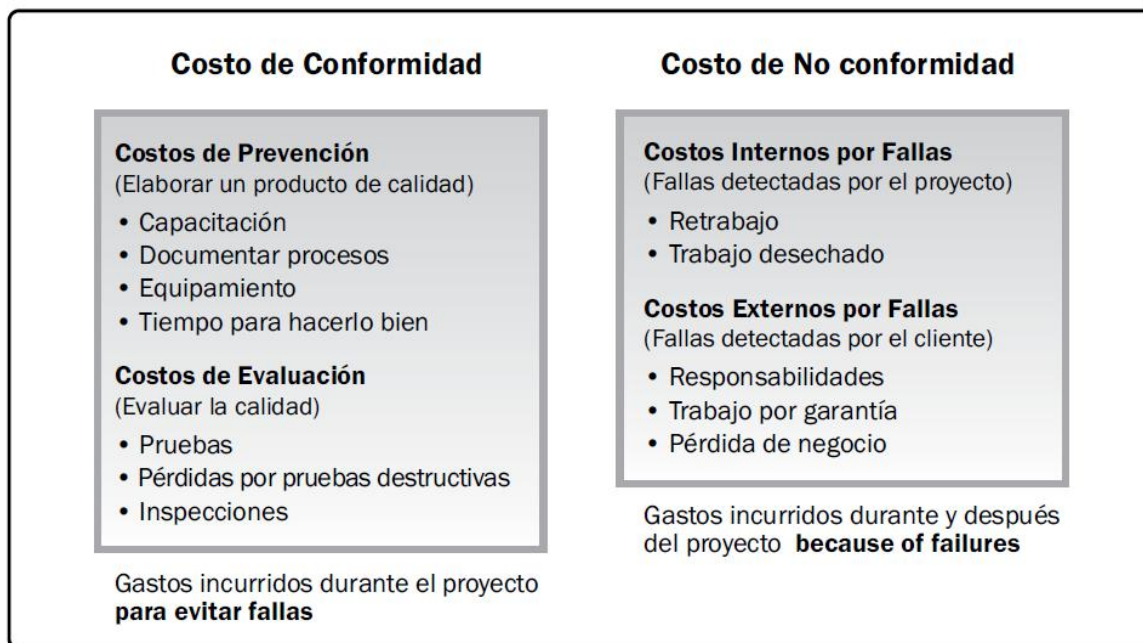 Costo de Conformidad
Costos de Prevención
(Elaborar un producto de calidad)
• Capacitación
• Documentar procesos
• Equipamiento
• Tiempo para hacerlo bien
Costos de Evaluación
(Evaluar la calidad)
• Pruebas
• Pérdidas por pruebas destructivas
• Inspecciones
Gastos incurridos durante el proyecto
para evitar fallas
Costo de No conformidad
Costos Internos por Fallas
(Fallas detectadas por el proyecto)
• Retrabajo
• Trabajo desechado
Costos Externos por Fallas
(Fallas detectadas por el cliente)
• Responsabilidades
• Trabajo por garantía
• Pérdida de negocio
Gastos incurridos durante y después
del proyecto because of failures